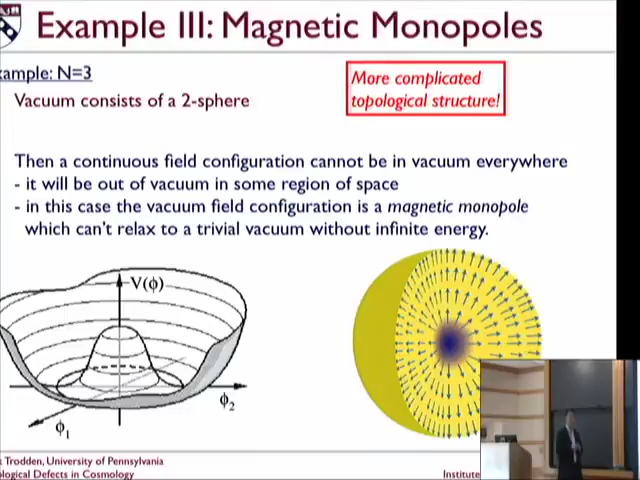 Example III: Magnetic Monopoles
xample: N=3
Vacuum consists of a 2-sphere
More complicated
topological structure!
Then a continuous field configuration cannot be in vacuum everywhere
- it will be out of vacuum in some region of space
- in this case the vacuum field configuration is a magnetic monopole
which can't relax to a trivial vacuum without infinite energy.
V(ϕ)
ϕ2
ϕ1
k Trodden, University of Pennsylvania
ological Defects in Cosmology
Institute